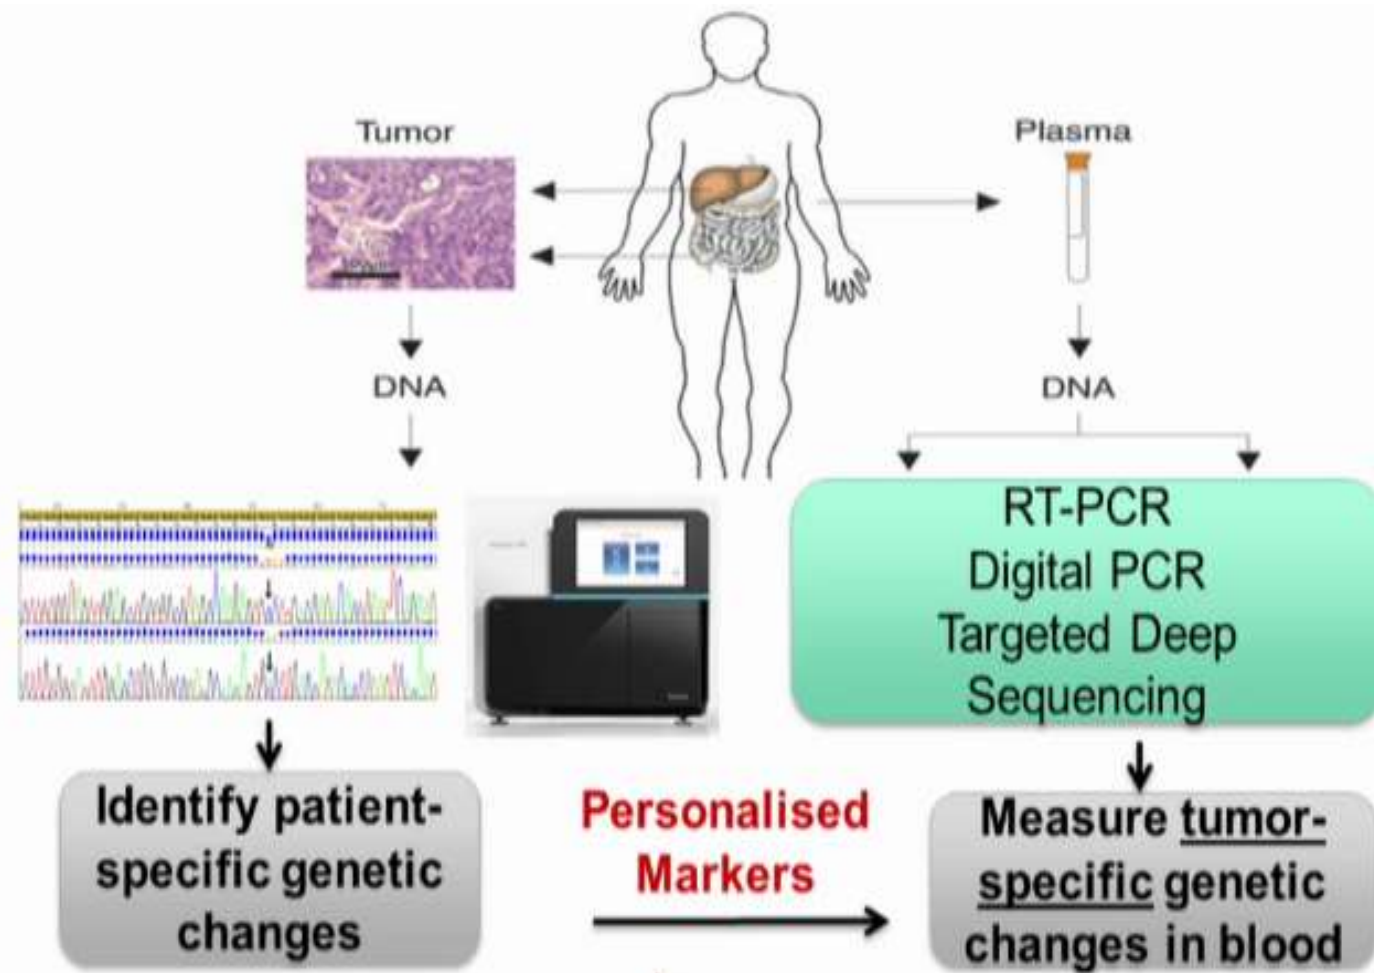 Tumor
Plasma
DNA
DNA
RT-PCR
Digital PCR
Targeted Deep
Sequencing
Identify patient-
specific genetic
changes
Personalised
Markers
Measure tumor-
specific genetic
changes in blood